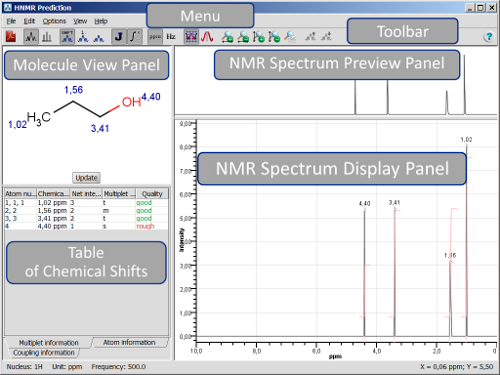 HNMR Prediction
File Edit Options View Help
Menu
ppm Hz
Toolbar
Molecule View Panel
1,56
OH 4,40
1,02 H₃C
3,41
Update
NMR Spectrum Preview Panel
NMR Spectrum Display Panel
Atom nu... Chemica... Net inte... Multiplet ... Quality
1, 1, 1 1,02 ppm 3 t good
2, 2 1,56 ppm 2 m good
3, 3 3,41 ppm 2 t good
4 4,40 ppm 1 s rough
Table
of Chemical Shifts
Multiplet information Atom information
Coupling information
9,00
8,00
6,00
5,00
4,00
3,00
2,00
1,00
0,00
Intensity
4,40
3,41
1,02
10,0 8,0 6,0 4,0 2,0 0
ppm
Nucleus: 1H Unit: ppm Frequency: 500.0 X = 0,06 ppm; Y = 5,50